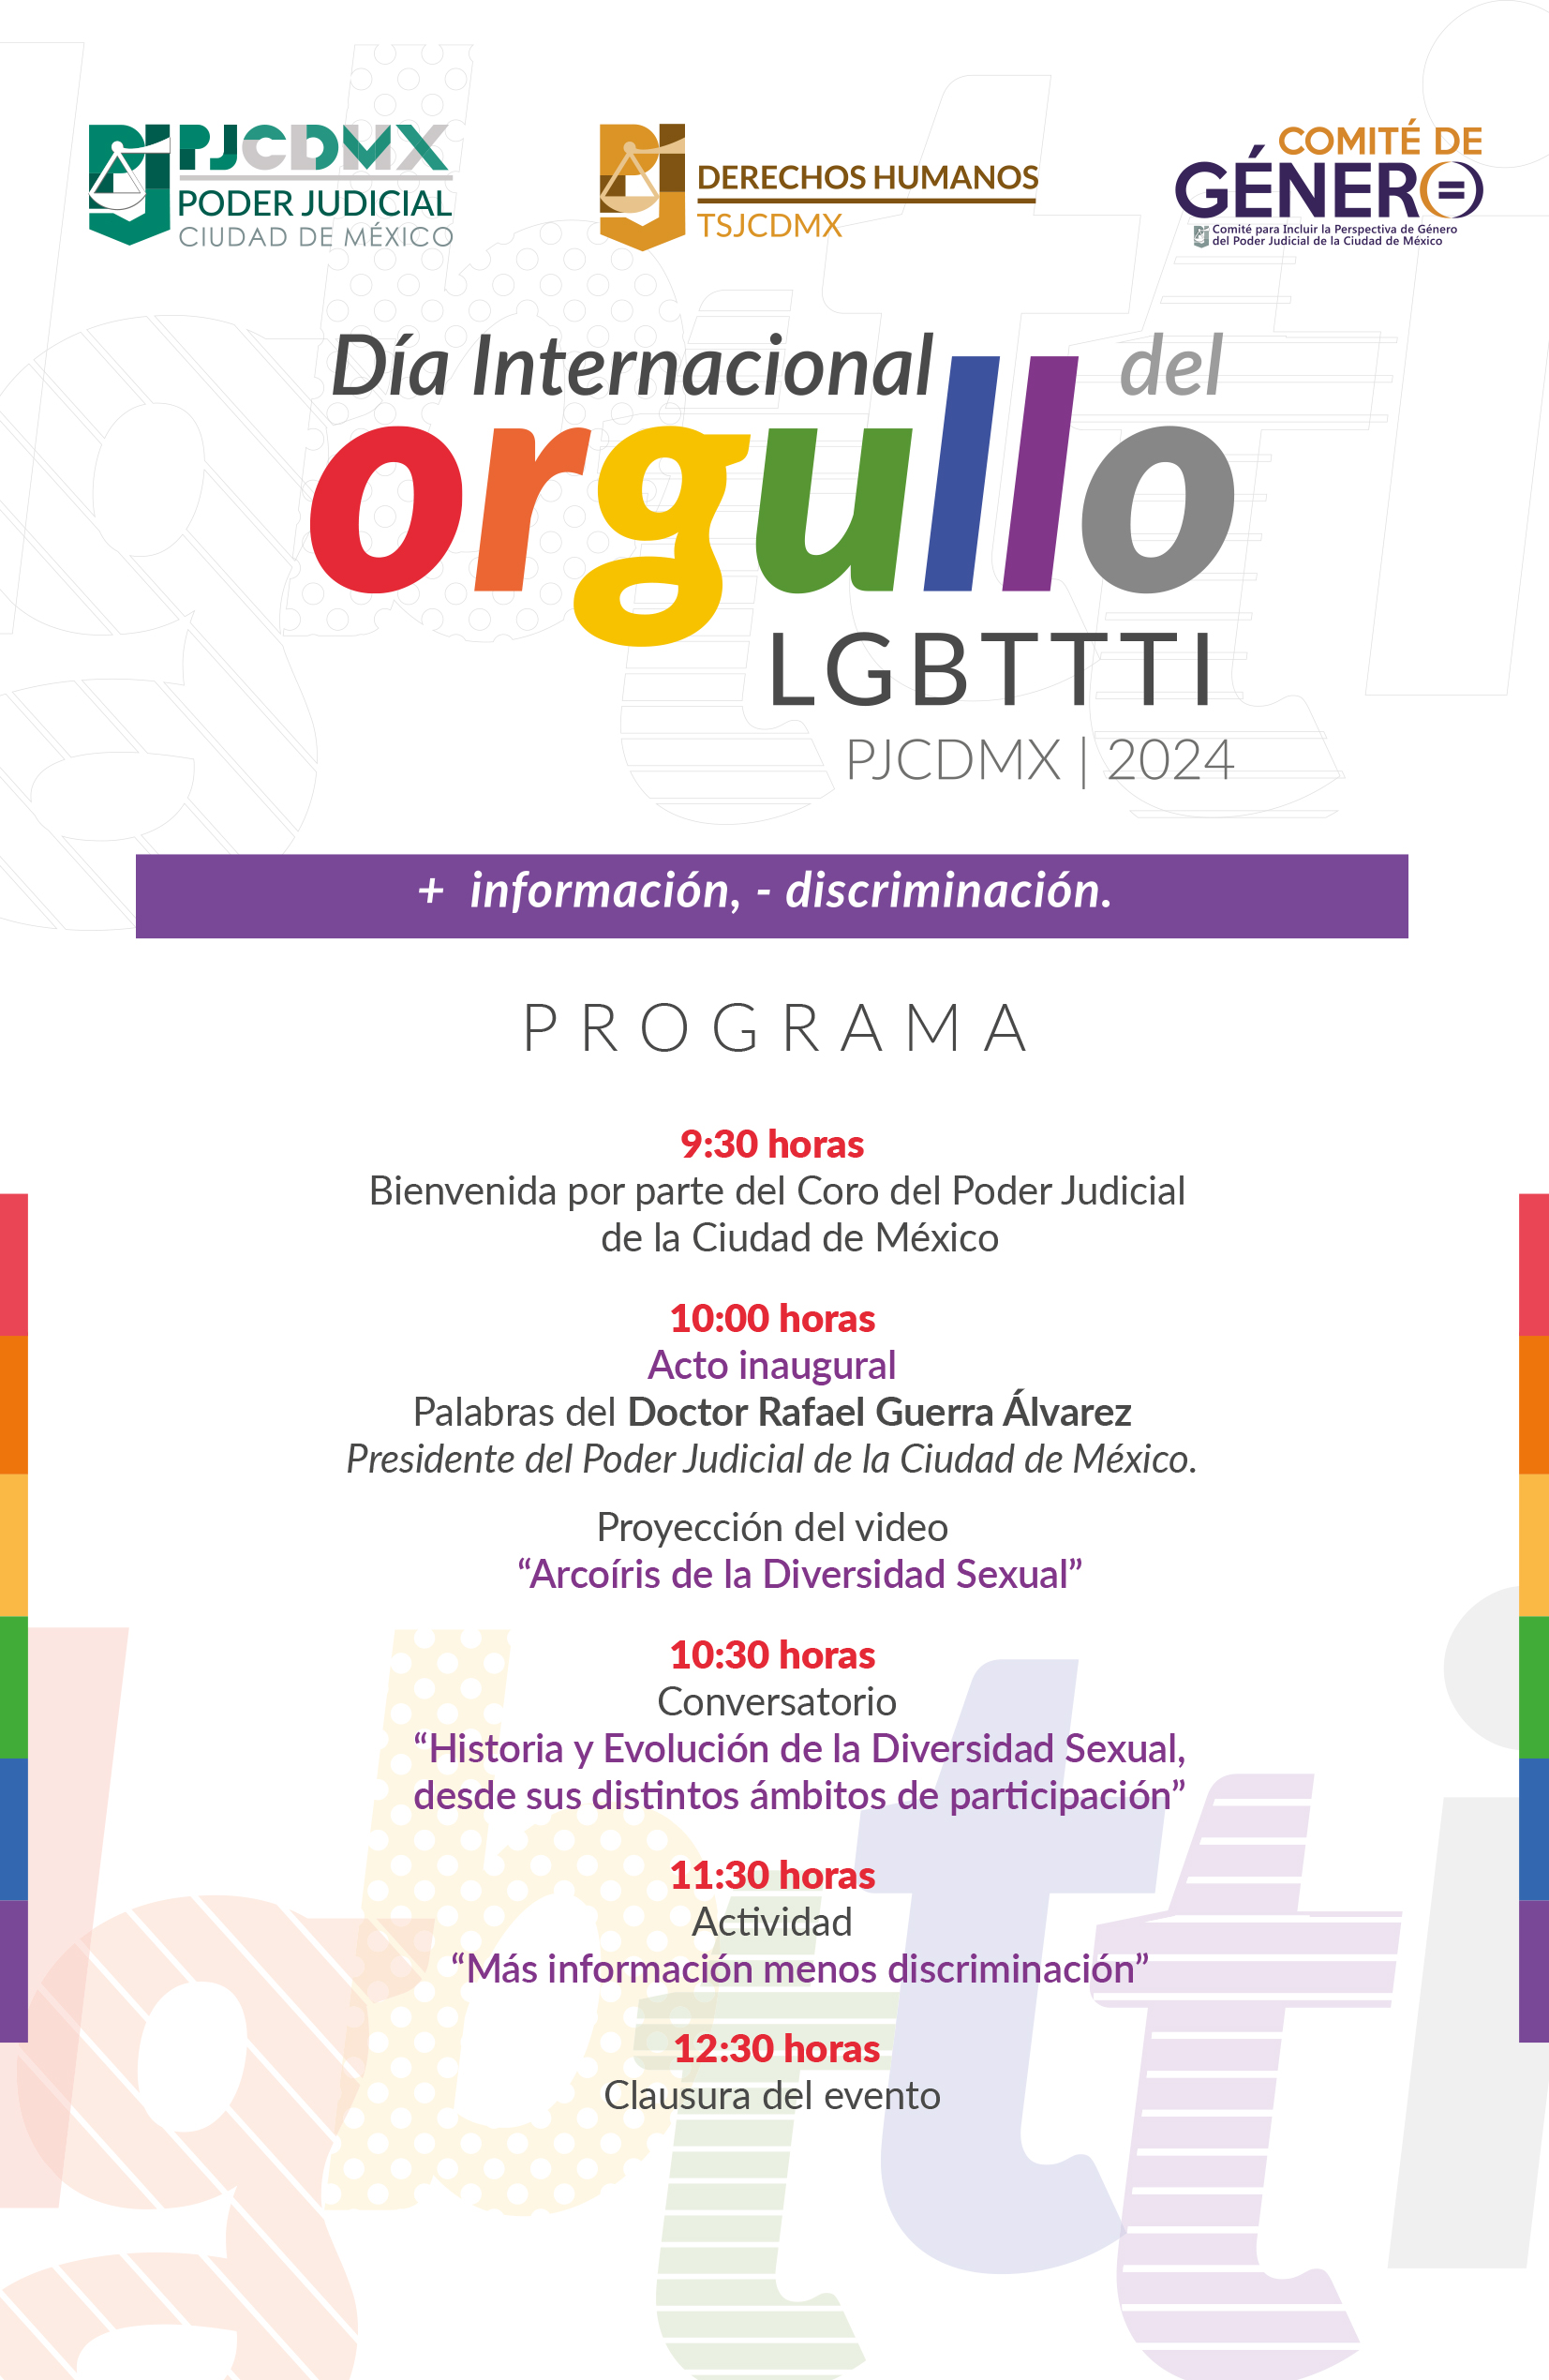 PJCDMX
PODER JUDICIAL
CIUDAD DE MÉXICO
DERECHOS HUMANOS
TSJCDMX
COMITÉ DE
GÉNERO
Comité para Incluir la Perspectiva de Género
del Poder Judicial de la Ciudad de México
Día Internacional del
orgullo
LGBTTTI
PJCDMX | 2024
+ información, - discriminación.
PROGRAMA
9:30 horas
Bienvenida por parte del Coro del Poder Judicial
de la Ciudad de México
10:00 horas
Acto inaugural
Palabras del Doctor Rafael Guerra Álvarez
Presidente del Poder Judicial de la Ciudad de México.
Proyección del video
“Arcoíris de la Diversidad Sexual”
10:30 horas
Conversatorio
“Historia y Evolución de la Diversidad Sexual,
desde sus distintos ámbitos de participación”
11:30 horas
Actividad
“Más información menos discriminación”
12:30 horas
Clausura del evento
lgbttti